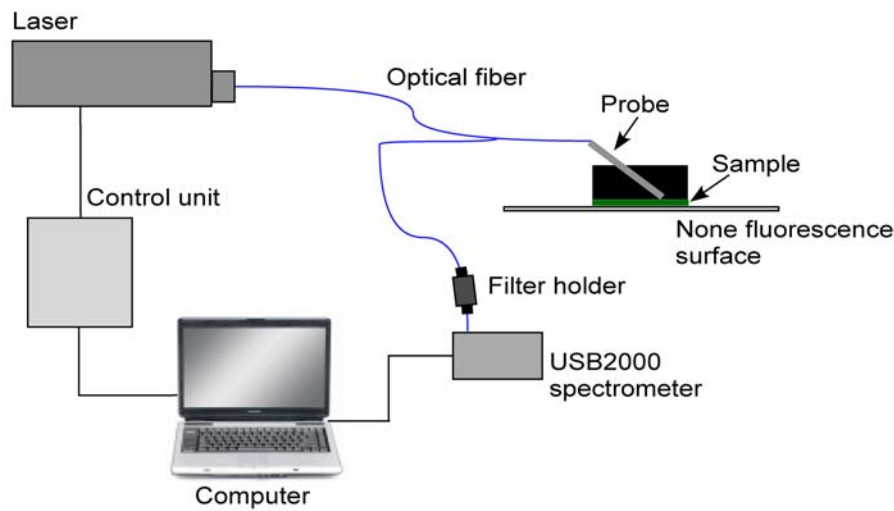 Laser
Optical fiber
Probe
Sample
Control unit
None fluorescence
surface
Filter holder
USB2000
spectrometer
Computer